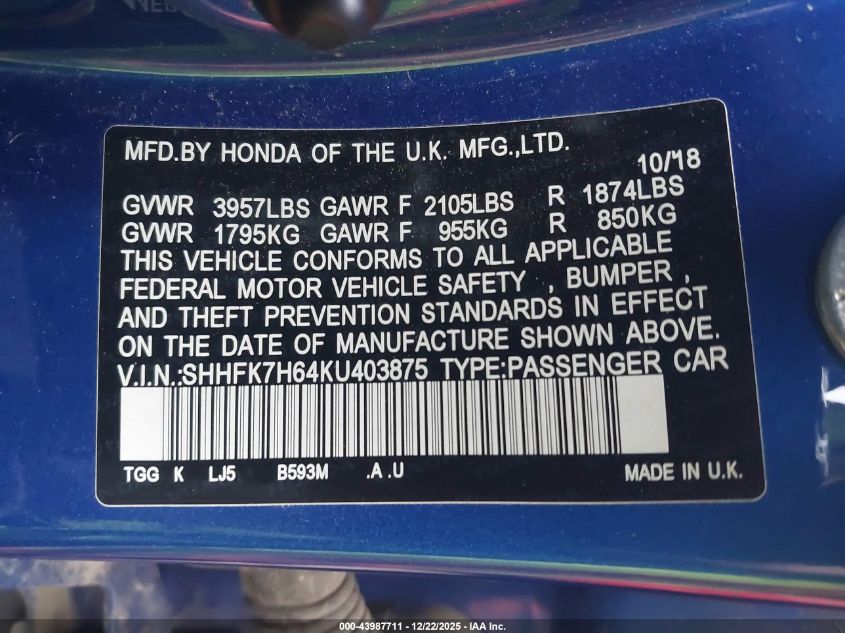 MFD.BY HONDA OF THE U.K. MFG.,LTD.
10/18
GVWR 3957LBS GAWR F 2105LBS R 1874LBS
GVWR 1795KG GAWR F 955KG R 850KG
THIS VEHICLE CONFORMS TO ALL APPLICABLE
FEDERAL MOTOR VEHICLE SAFETY , BUMPER ,
AND THEFT PREVENTION STANDARDS IN EFFECT
ON THE DATE OF MANUFACTURE SHOWN ABOVE.
V.I.N.:SHHFK7H64KU403875 TYPE:PASSENGER CAR
TGG K LJ5 B593M .A .U MADE IN U.K.
000-43987711 - 12/22/2025 - IAA Inc.